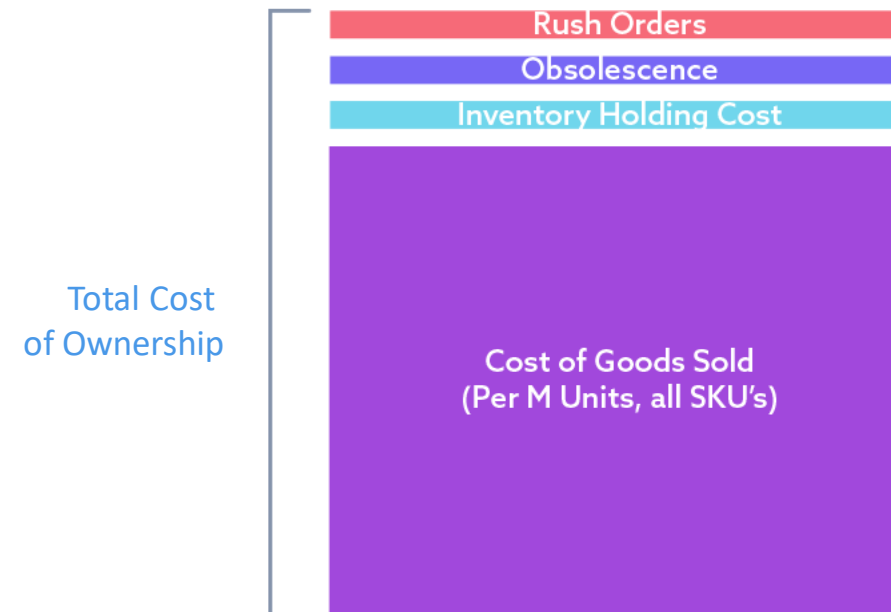 Rush Orders
Obsolescence
Inventory Holding Cost
Total Cost
of Ownership
Cost of Goods Sold
(Per M Units, all SKU's)